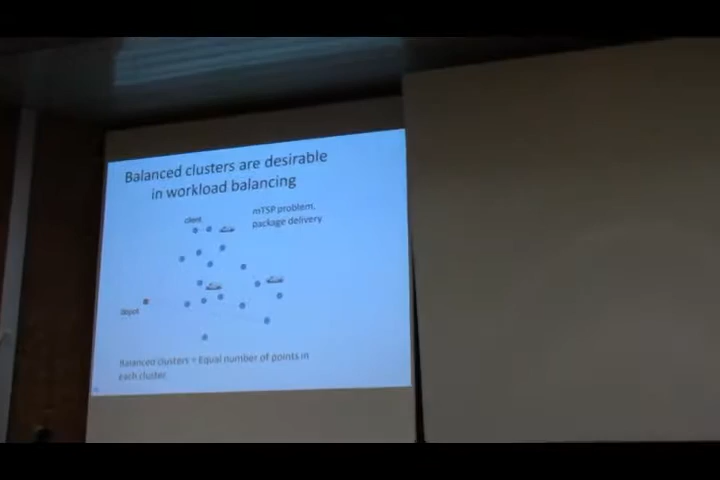 Balanced clusters are desirable
in workload balancing
client
mTSP problem,
package delivery
depot
Balanced clusters = Equal number of points in
each cluster